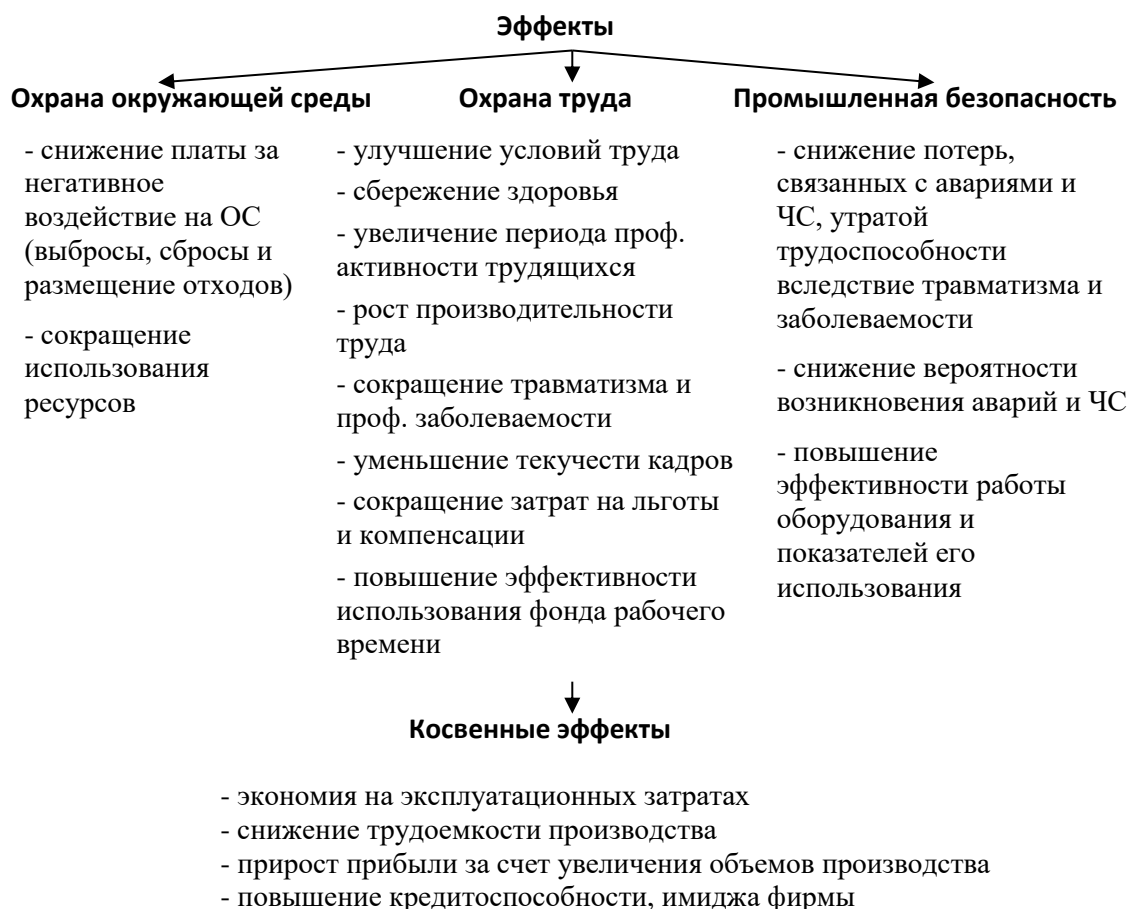 Эффекты
Охрана окружающей среды
- снижение платы за
негативное
воздействие на ОС
(выбросы, сбросы и
размещение отходов)
- сокращение
использования
ресурсов
Охрана труда
- улучшение условий труда
- сбережение здоровья
- увеличение периода проф.
активности трудящихся
- рост производительности
труда
- сокращение травматизма и
проф. заболеваемости
- уменьшение текучести кадров
- сокращение затрат на льготы
и компенсации
- повышение эффективности
использования фонда рабочего
времени
Промышленная безопасность
- снижение потерь,
связанных с авариями и
ЧС, утратой
трудоспособности
вследствие травматизма и
заболеваемости
- снижение вероятности
возникновения аварий и ЧС
- повышение
эффективности работы
оборудования и
показателей его
использования
Косвенные эффекты
- экономия на эксплуатационных затратах
- снижение трудоемкости производства
- прирост прибыли за счет увеличения объемов производства
- повышение кредитоспособности, имиджа фирмы